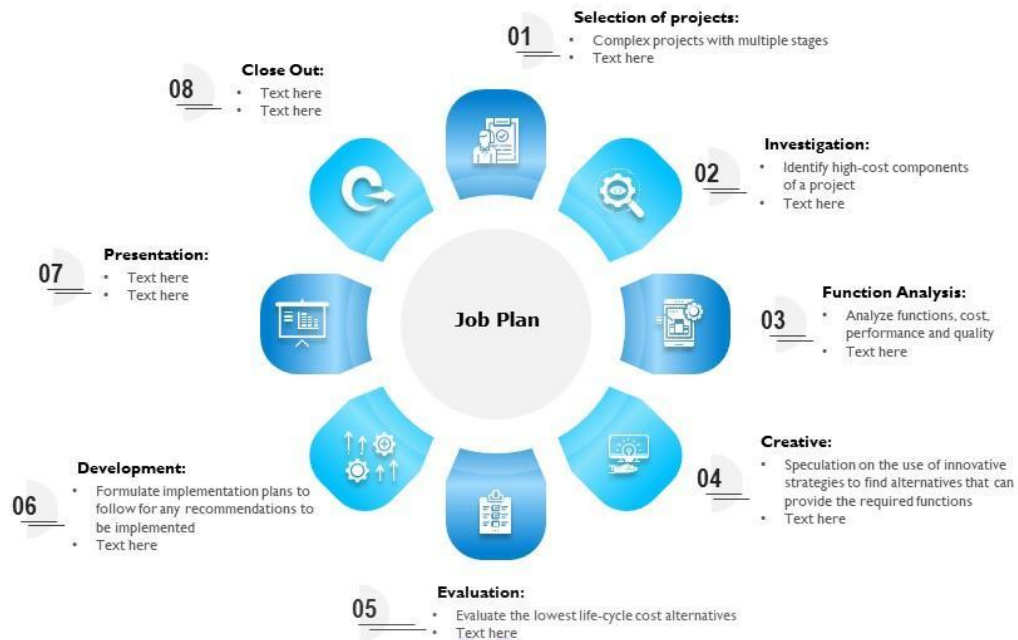 01
Selection of projects:
• Complex projects with multiple stages
• Text here
02
Investigation:
• Identify high-cost components
of a project
• Text here
03
Function Analysis:
• Analyze functions, cost,
performance and quality
• Text here
04
Creative:
• Speculation on the use of innovative
strategies to find alternatives that can
provide the required functions
• Text here
05
Evaluation:
• Evaluate the lowest life-cycle cost alternatives
• Text here
06
Development:
• Formulate implementation plans to
follow for any recommendations to
be implemented
• Text here
07
Presentation:
• Text here
• Text here
08
Close Out:
• Text here
• Text here
Job Plan